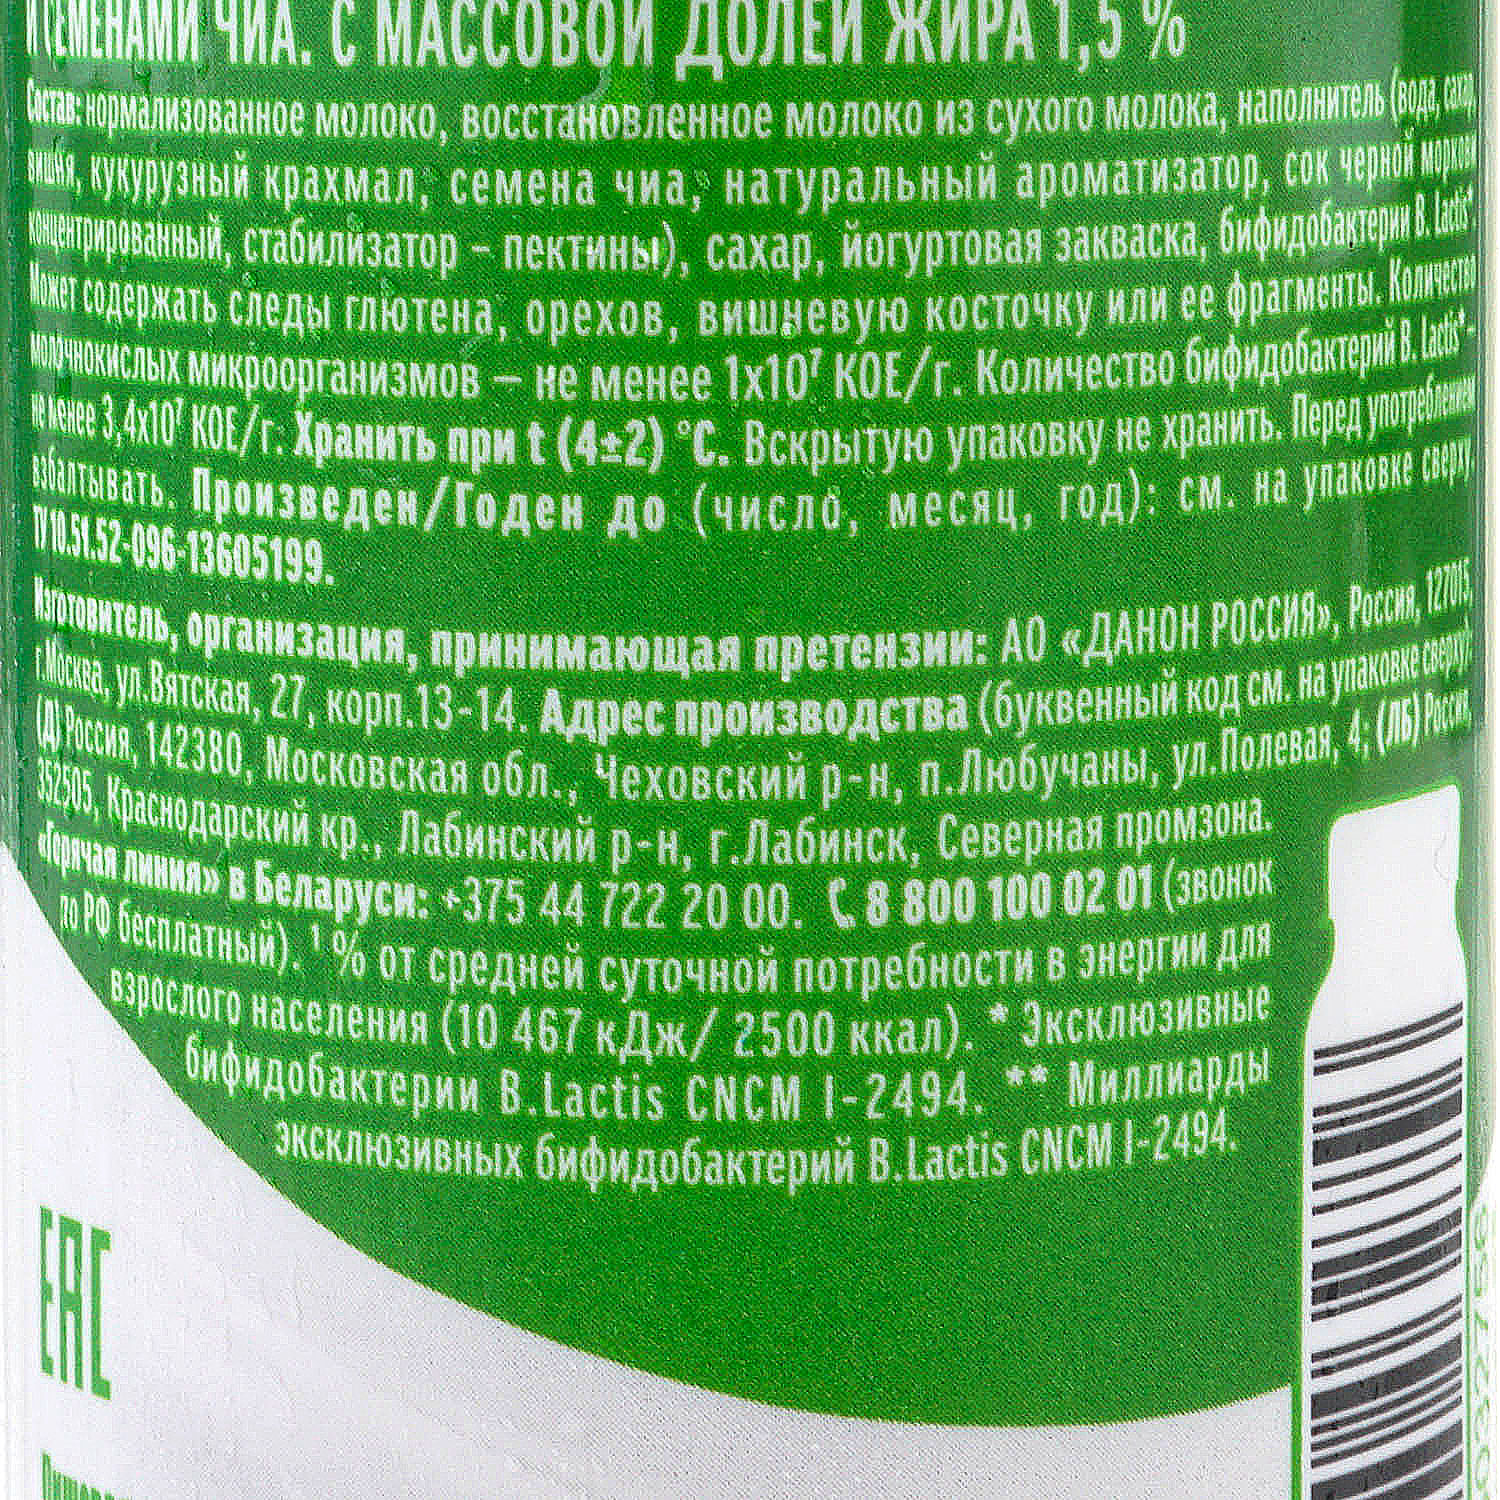 И СЕМЕНАМИ ЧИА. С МАССОВОЙ ДОЛЕЙ ЖИРА 1,5 %
Состав: нормализованное молоко, восстановленное молоко из сухого молока, наполнитель (вода, сахар,
вишня, кукурузный крахмал, семена чиа, натуральный ароматизатор, сок черной моркови
концентрированный, стабилизатор – пектины), сахар, йогуртовая закваска, бифидобактерии B. Lactis*.
Может содержать следы глютена, орехов, вишневую косточку или ее фрагменты. Количество
молочнокислых микроорганизмов – не менее 1х10⁷ КОЕ/г. Количество бифидобактерий B. Lactis* –
не менее 3,4х10⁷ КОЕ/г. Хранить при t (4±2) °C. Вскрытую упаковку не хранить. Перед употреблением
взбалтывать. Произведен/Годен до (число, месяц, год): см. на упаковке сверху.
ТУ 10.51.52-096-13605199.
Изготовитель, организация, принимающая претензии: АО «ДАНОН РОССИЯ», Россия, 127015,
г.Москва, ул.Вятская, 27, корп.13-14. Адрес производства (буквенный код см. на упаковке сверху):
(Д) Россия, 142380, Московская обл., Чеховский р-н, п.Любучаны, ул.Полевая, 4; (ЛБ) Россия,
352505, Краснодарский кр., Лабинский р-н, г.Лабинск, Северная промзона.
«Горячая линия» в Беларуси: +375 44 722 20 00. 8 800 100 02 01 (звонок
по РФ бесплатный). ¹ % от средней суточной потребности в энергии для
взрослого населения (10 467 кДж/ 2500 ккал). * Эксклюзивные
бифидобактерии B.Lactis CNCM I-2494. ** Миллиарды
эксклюзивных бифидобактерий B.Lactis CNCM I-2494.
EAC